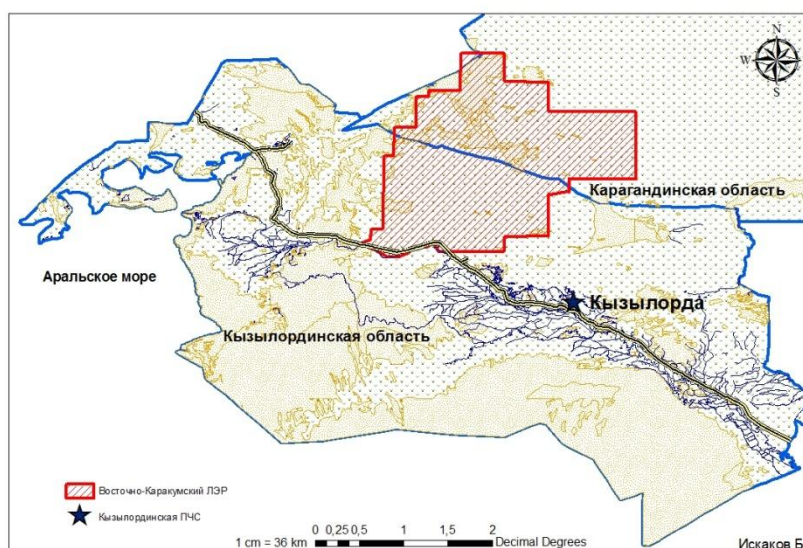 N
W E
S
Карагандинская область
Аральское море
Кызылорда
Кызылординская область
Восточно-Каракумский ЛЭР
Кызылординская ПЧС
1 cm = 36 km
0 0,25 0,5 1 1,5 2
Decimal Degrees
Искаков Б